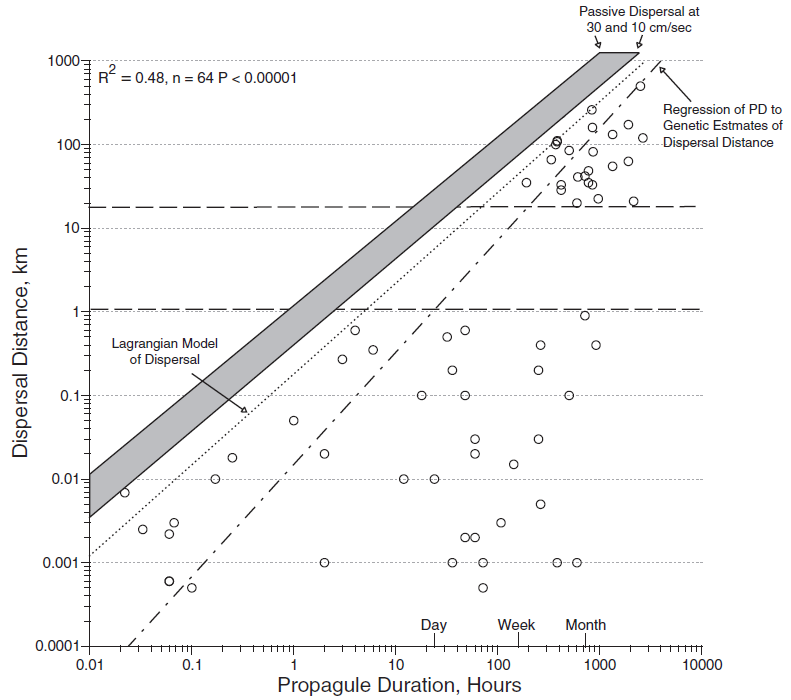 Passive Dispersal at
30 and 10 cm/sec
1000
R² = 0.48, n = 64 P < 0.00001
Regression of PD to
Genetic Estmates of
Dispersal Distance
100
10
1
Lagrangian Model
of Dispersal
0.1
0.01
0.001
0.0001
Day Week Month
0.01 0.1 1 10 100 1000 10000
Dispersal Distance, km
Propagule Duration, Hours